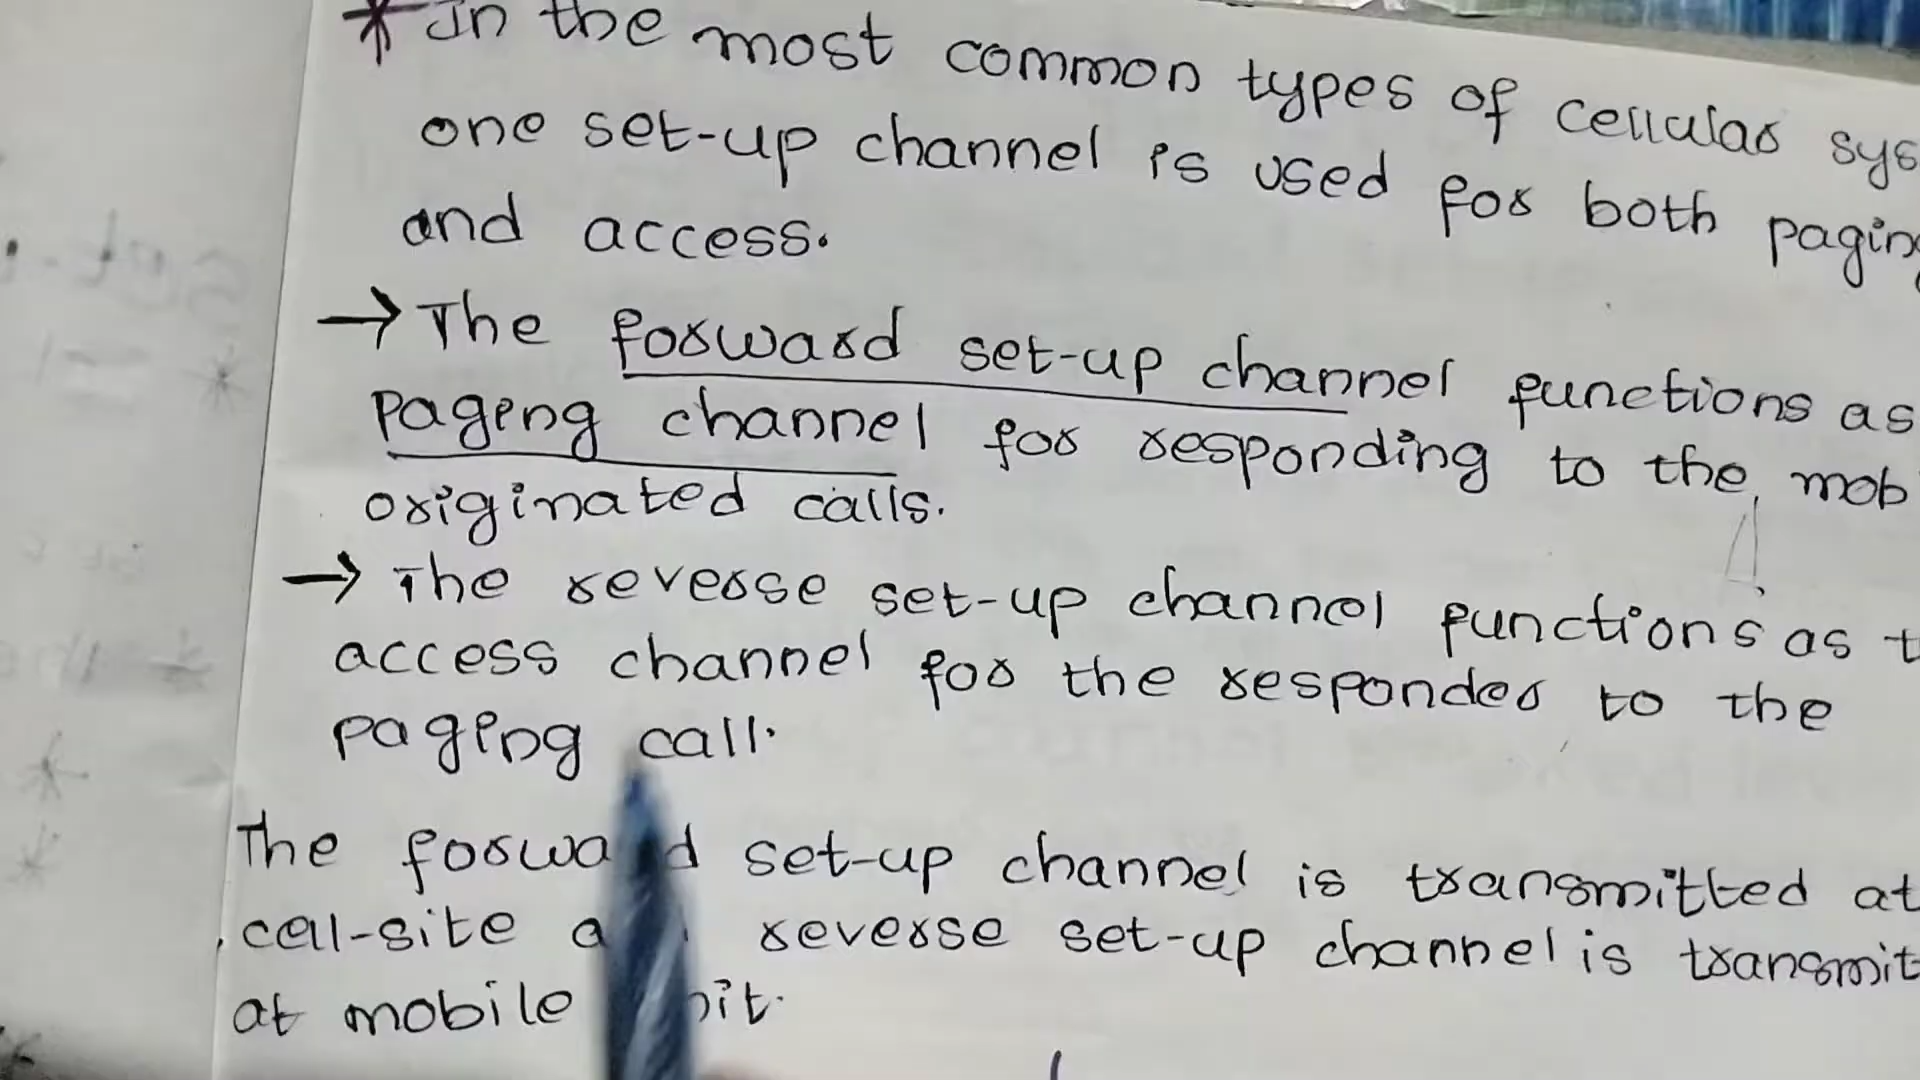 * In the most common types of cellular sys
one set-up channel is used for both paging
and access.
→ The forward set-up channel functions as
paging channel for responding to the mob
originated calls.
→ The reverse set-up channel functions as t
access channel for the responder to the
paging call.
The forwa d set-up channel is transmitted at
cell-site a reverse set-up channel is transmit
at mobile nit.